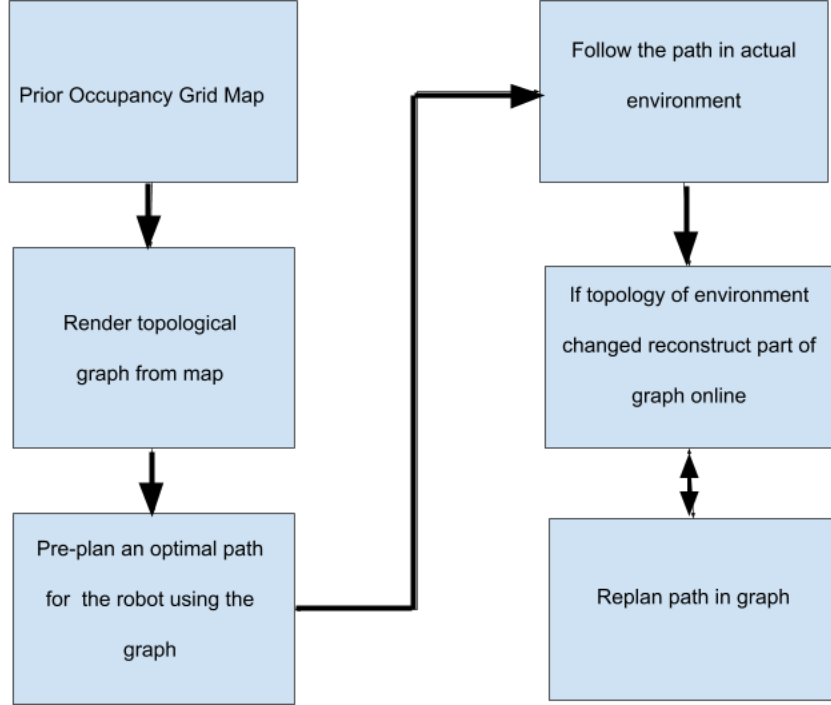 Prior Occupancy Grid Map
Render topological
graph from map
Pre-plan an optimal path
for the robot using the
graph
Follow the path in actual
environment
If topology of environment
changed reconstruct part of
graph online
Replan path in graph